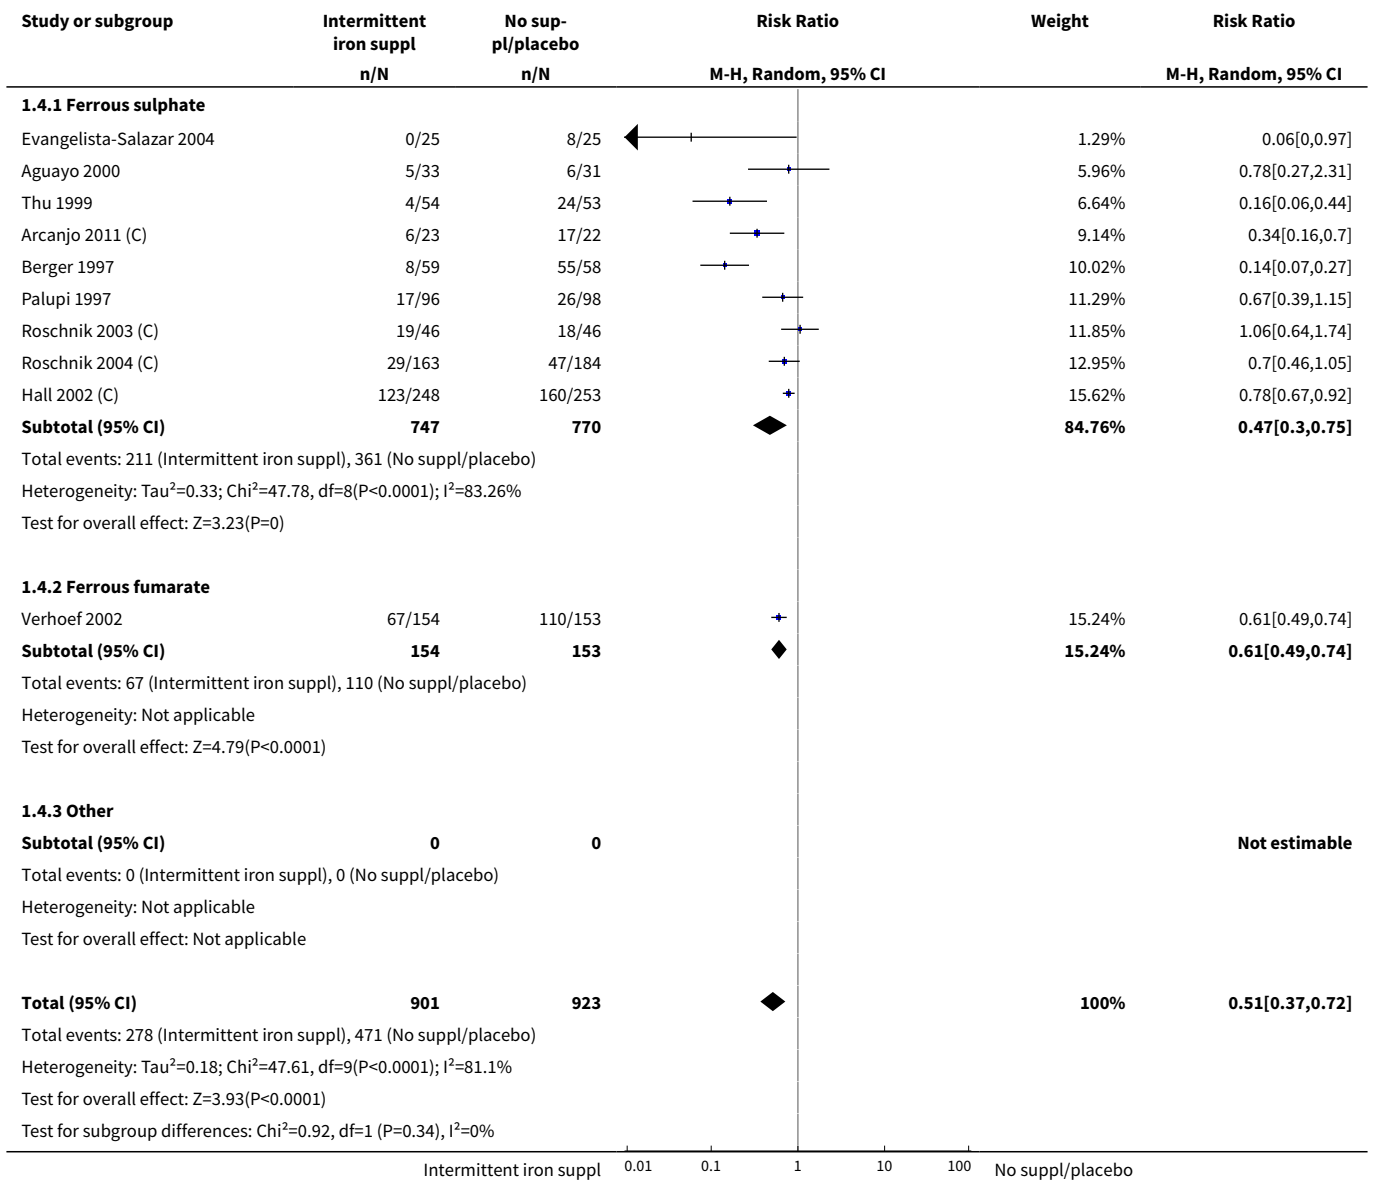 Study or subgroup Intermittent iron suppl No sup-pl/placebo Risk Ratio Weight Risk Ratio
n/N n/N M-H, Random, 95% CI M-H, Random, 95% CI
1.4.1 Ferrous sulphate
Evangelista-Salazar 2004 0/25 8/25 1.29% 0.06[0,0.97]
Aguayo 2000 5/33 6/31 5.96% 0.78[0.27,2.31]
Thu 1999 4/54 24/53 6.64% 0.16[0.06,0.44]
Arcanjo 2011 (C) 6/23 17/22 9.14% 0.34[0.16,0.7]
Berger 1997 8/59 55/58 10.02% 0.14[0.07,0.27]
Palupi 1997 17/96 26/98 11.29% 0.67[0.39,1.15]
Roschnik 2003 (C) 19/46 18/46 11.85% 1.06[0.64,1.74]
Roschnik 2004 (C) 29/163 47/184 12.95% 0.7[0.46,1.05]
Hall 2002 (C) 123/248 160/253 15.62% 0.78[0.67,0.92]
Subtotal (95% CI) 747 770 84.76% 0.47[0.3,0.75]
Total events: 211 (Intermittent iron suppl), 361 (No suppl/placebo)
Heterogeneity: Tau²=0.33; Chi²=47.78, df=8(P<0.0001); I²=83.26%
Test for overall effect: Z=3.23(P=0)
1.4.2 Ferrous fumarate
Verhoef 2002 67/154 110/153 15.24% 0.61[0.49,0.74]
Subtotal (95% CI) 154 153 15.24% 0.61[0.49,0.74]
Total events: 67 (Intermittent iron suppl), 110 (No suppl/placebo)
Heterogeneity: Not applicable
Test for overall effect: Z=4.79(P<0.0001)
1.4.3 Other
Subtotal (95% CI) 0 0 Not estimable
Total events: 0 (Intermittent iron suppl), 0 (No suppl/placebo)
Heterogeneity: Not applicable
Test for overall effect: Not applicable
Total (95% CI) 901 923 100% 0.51[0.37,0.72]
Total events: 278 (Intermittent iron suppl), 471 (No suppl/placebo)
Heterogeneity: Tau²=0.18; Chi²=47.61, df=9(P<0.0001); I²=81.1%
Test for overall effect: Z=3.93(P<0.0001)
Test for subgroup differences: Chi²=0.92, df=1 (P=0.34), I²=0%
Intermittent iron suppl 0.01 0.1 1 10 100 No suppl/placebo